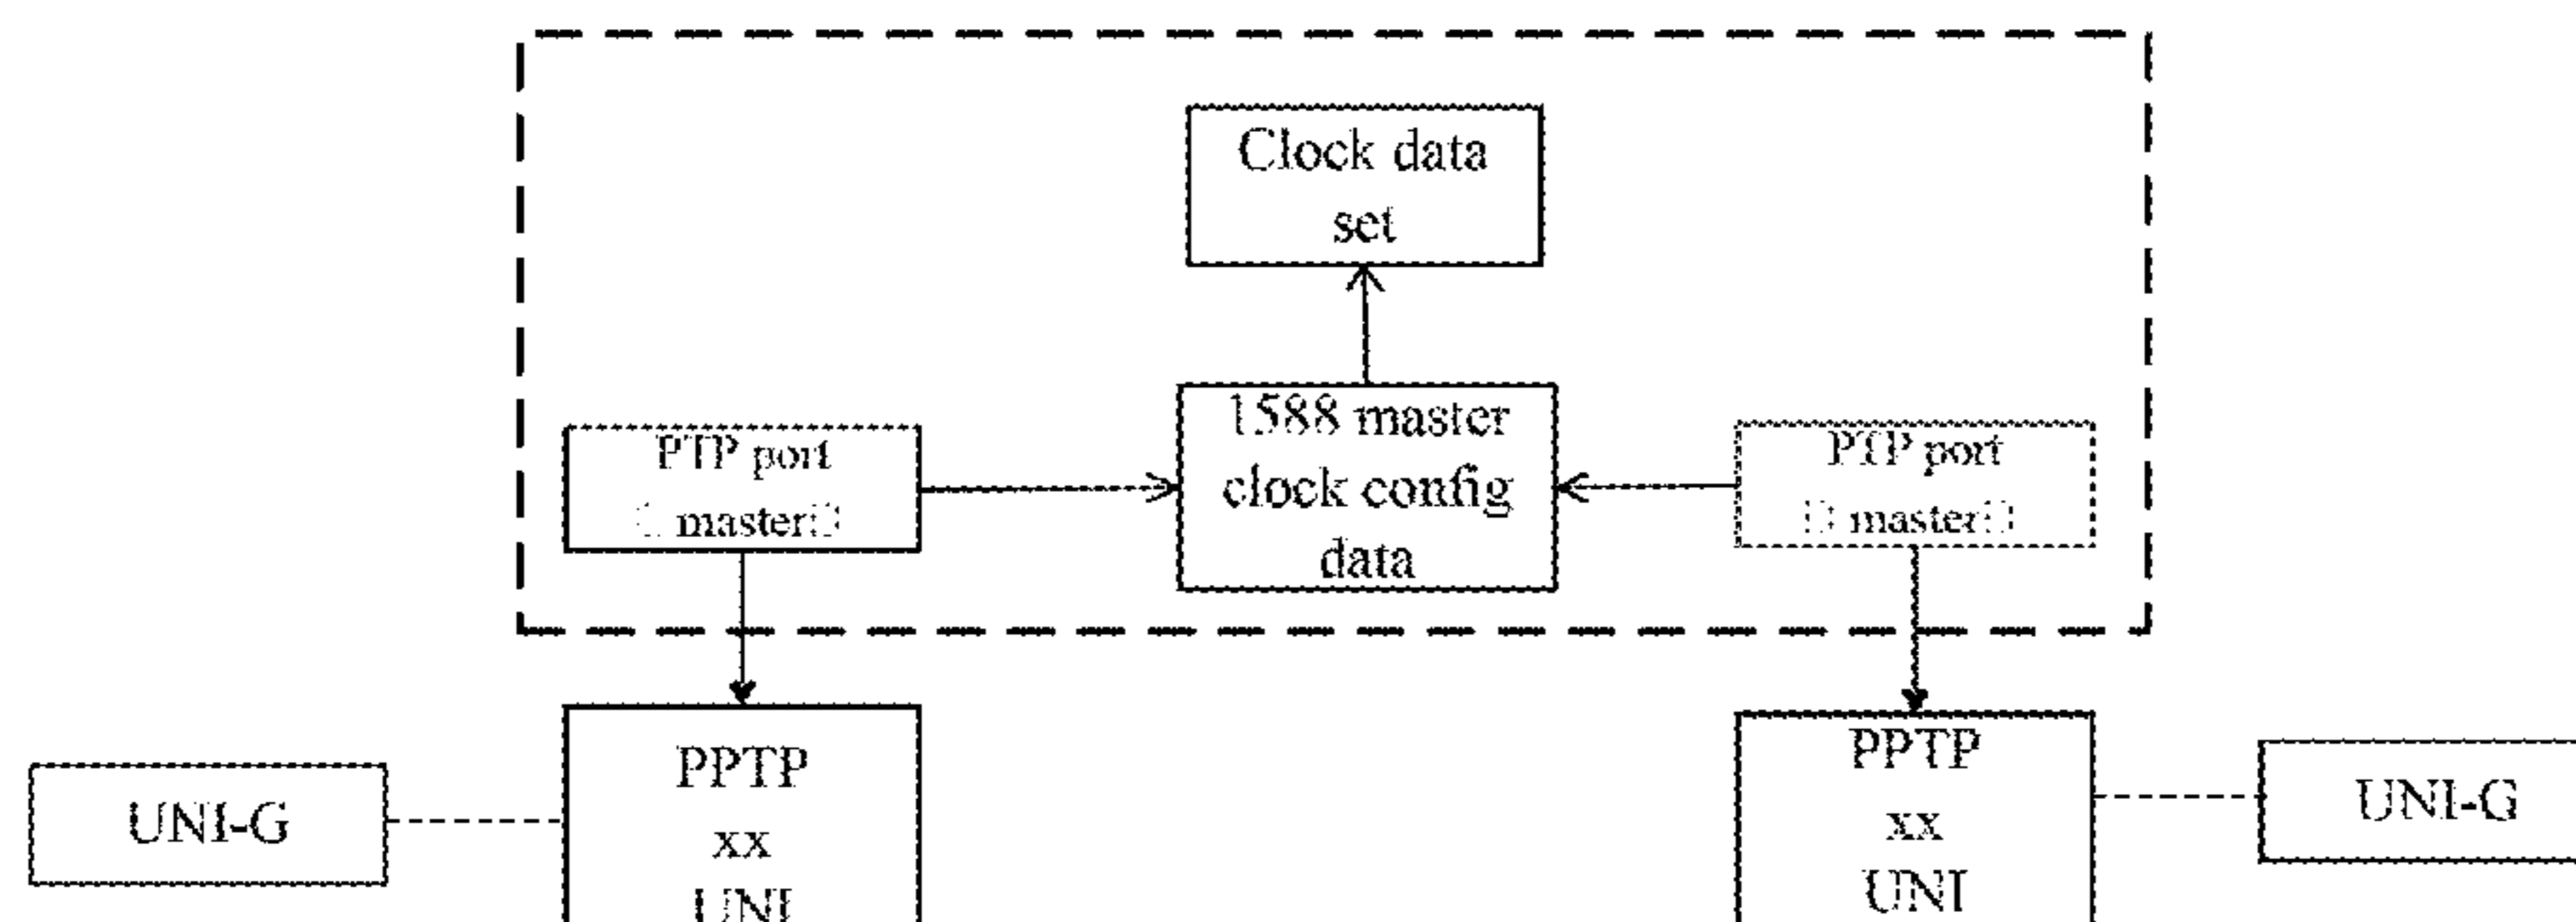 Clock data
set
1588 master
clock config
data
PTP port
master
PTP port
master
UNI-G
PPTP
xx
UNI
PPTP
xx
UNI
UNI-G